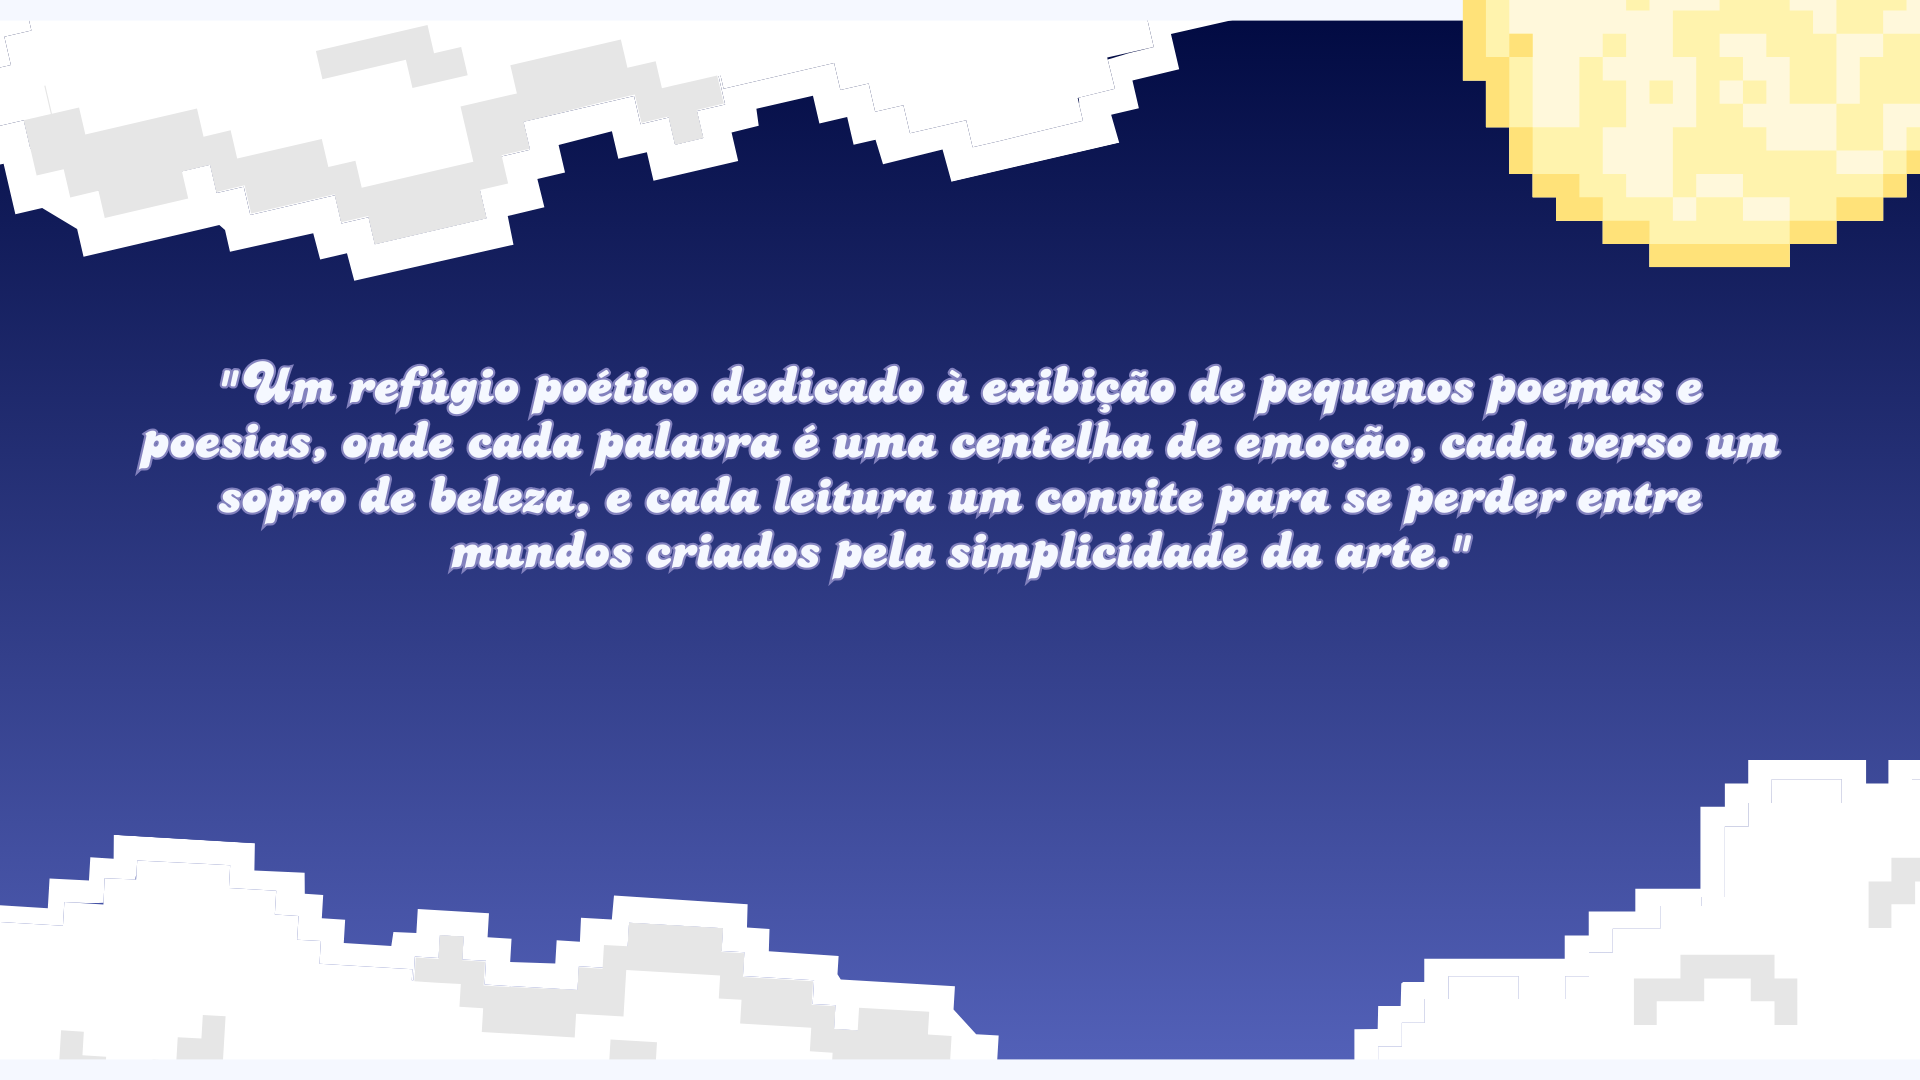 "Um refúgio poético dedicado à exibição de pequenos poemas e
poesias, onde cada palavra é uma centelha de emoção, cada verso um
sopro de beleza, e cada leitura um convite para se perder entre
mundos criados pela simplicidade da arte."